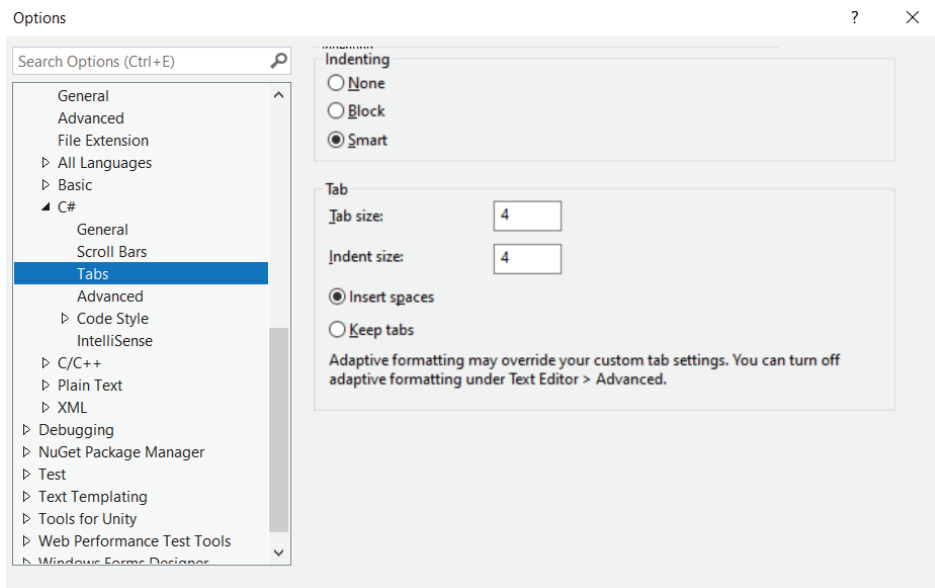 Options
?
Search Options (Ctrl+E)
General
Advanced
File Extension
All Languages
Basic
C#
General
Scroll Bars
Tabs
Advanced
Code Style
IntelliSense
C/C++
Plain Text
XML
Debugging
NuGet Package Manager
Test
Text Templating
Tools for Unity
Web Performance Test Tools
Windows Forms Designer
Indenting
None
Block
Smart
Tab
Tab size:
4
Indent size:
4
Insert spaces
Keep tabs
Adaptive formatting may override your custom tab settings. You can turn off
adaptive formatting under Text Editor > Advanced.